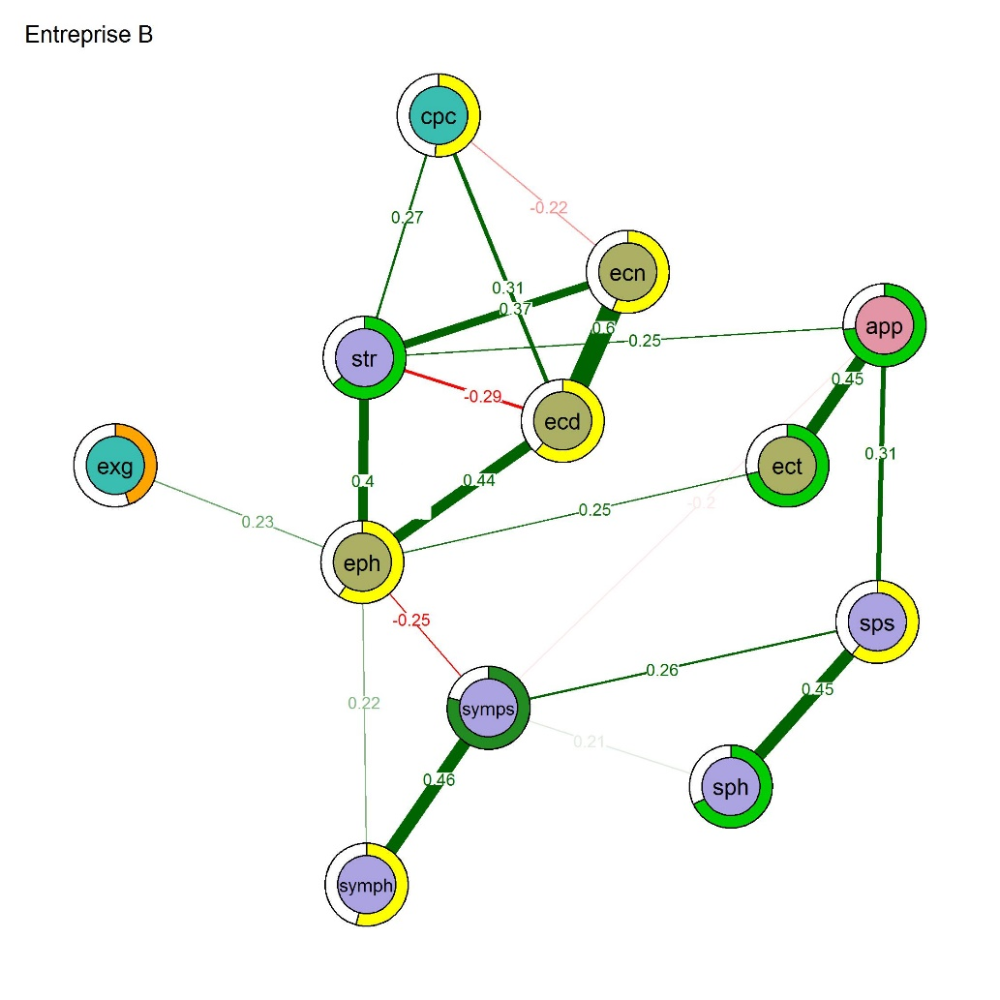 Entreprise B
cpc
-0.22
0.27
ecn
0.31
0.37
app
0.6
0.25
str
0.45
-0.29
ecd
0.31
exg
ect
0.4
0.44
-0.2
0.25
0.23
eph
-0.25
sps
0.26
0.45
0.22
symps
0.21
0.46
sph
symph